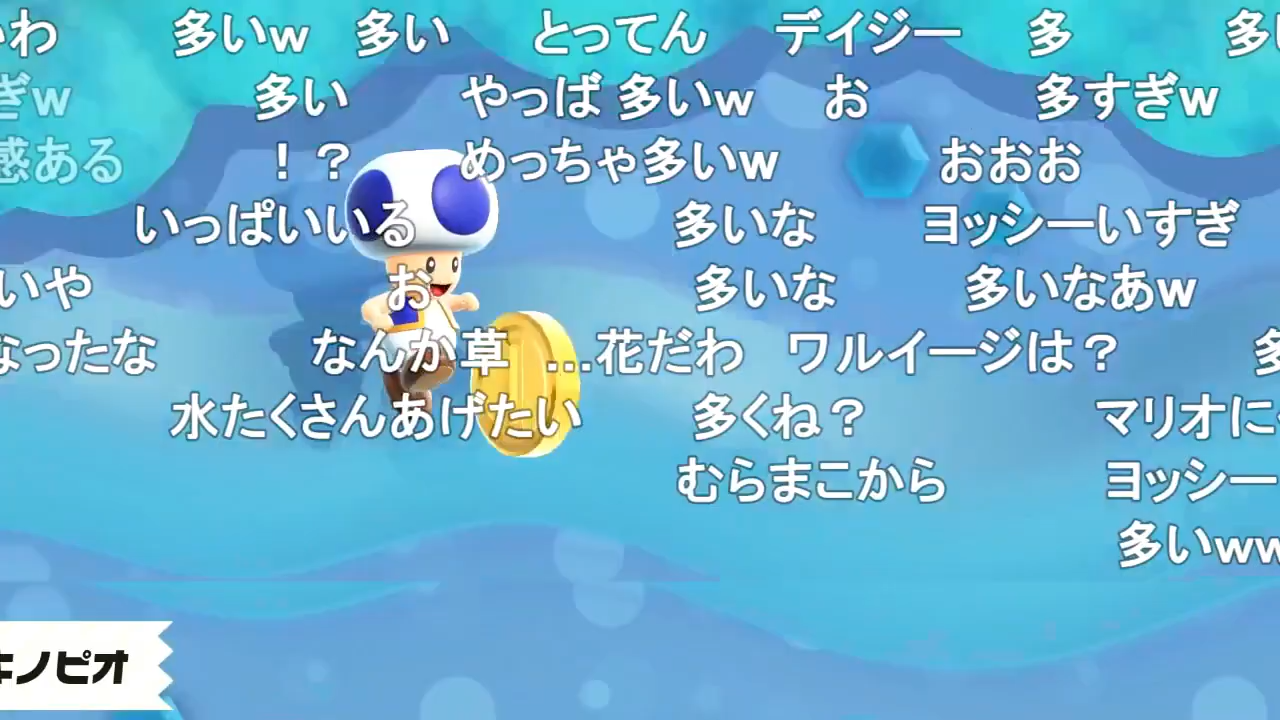 いわ 多いw 多い とってん デイジー 多 多い
ぎw 多い やっぱ 多いw お 多すぎw
感ある ！？ めっちゃ多いw おおお
いっぱいいる 多いな ヨッシーいすぎ
いや お 多いな 多いなあw
なったな なんか草 …花だわ ワルイージは？ 多
水たくさんあげたい 多くね？ マリオに
むらまこから ヨッシー
多いww
キノピオ